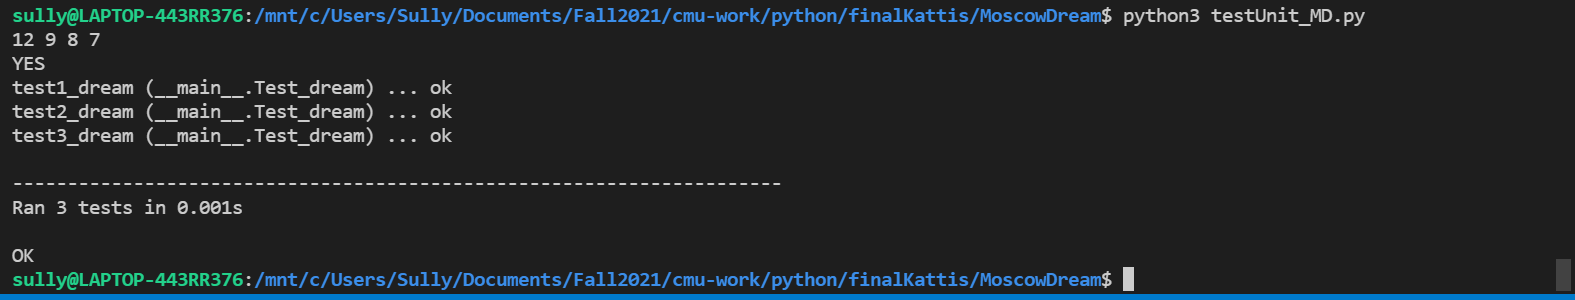 sully@LAPTOP-443RR376:/mnt/c/Users/Sully/Documents/Fall2021/cmu-work/python/finalKattis/MoscowDream$ python3 testUnit_MD.py
12 9 8 7
YES
test1_dream (__main__.Test_dream) ... ok
test2_dream (__main__.Test_dream) ... ok
test3_dream (__main__.Test_dream) ... ok
----------------------------------------------------------------------
Ran 3 tests in 0.001s
OK
sully@LAPTOP-443RR376:/mnt/c/Users/Sully/Documents/Fall2021/cmu-work/python/finalKattis/MoscowDream$